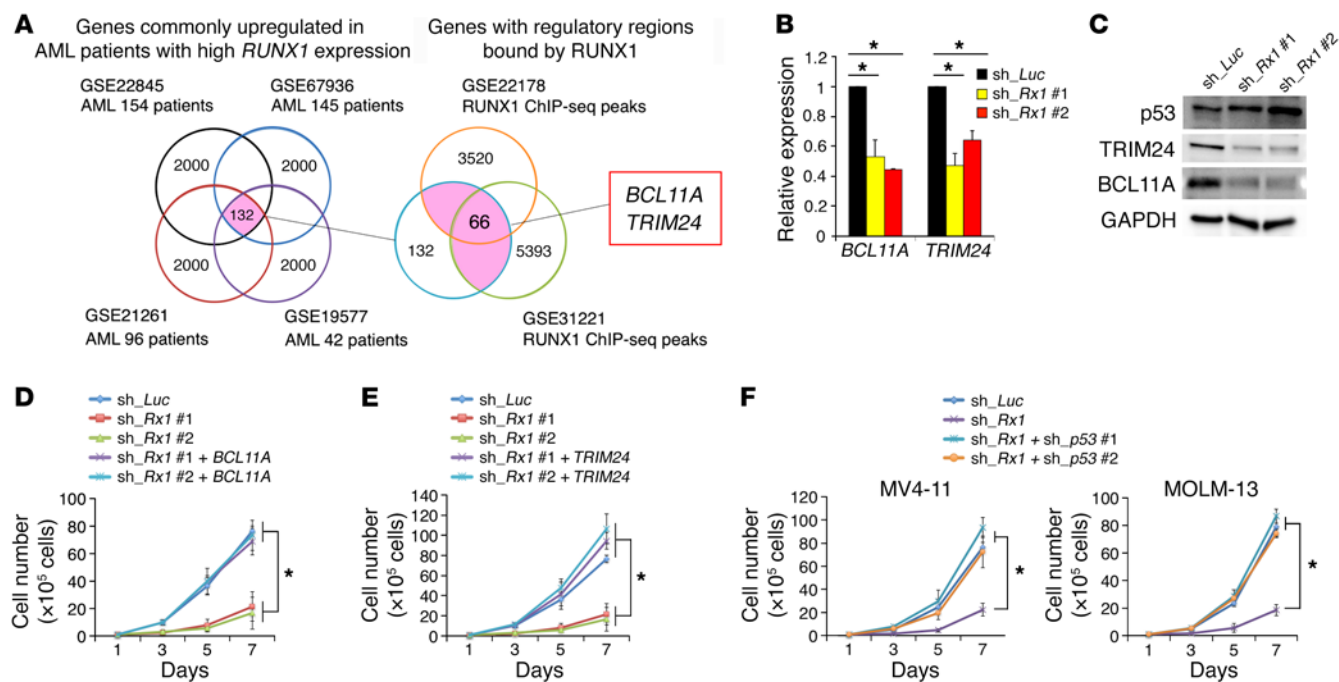 A
Genes commonly upregulated in
AML patients with high RUNX1 expression
Genes with regulatory regions
bound by RUNX1
GSE22845
AML 154 patients
GSE67936
AML 145 patients
GSE22178
RUNX1 ChIP-seq peaks
2000
2000
132
2000
2000
3520
66
132
5393
BCL11A
TRIM24
GSE21261
AML 96 patients
GSE19577
AML 42 patients
GSE31221
RUNX1 ChIP-seq peaks
B
Relative expression
1.2
1
0.8
0.6
0.4
0.2
0
*
*
*
*
sh_Luc
sh_Rx1 #1
sh_Rx1 #2
BCL11A
TRIM24
C
sh_Luc
sh_Rx1 #1
sh_Rx1 #2
p53
TRIM24
BCL11A
GAPDH
D
sh_Luc
sh_Rx1 #1
sh_Rx1 #2
sh_Rx1 #1 + BCL11A
sh_Rx1 #2 + BCL11A
Cell number
(×10⁵ cells)
100
80
60
40
20
0
*
1 3 5 7
Days
E
sh_Luc
sh_Rx1 #1
sh_Rx1 #2
sh_Rx1 #1 + TRIM24
sh_Rx1 #2 + TRIM24
Cell number
(×10⁵ cells)
140
120
100
80
60
40
20
0
*
1 3 5 7
Days
F
sh_Luc
sh_Rx1
sh_Rx1 + sh_p53 #1
sh_Rx1 + sh_p53 #2
MV4-11
Cell number
(×10⁵ cells)
120
100
80
60
40
20
0
*
1 3 5 7
Days
MOLM-13
Cell number
(×10⁵ cells)
100
80
60
40
20
0
*
1 3 5 7
Days